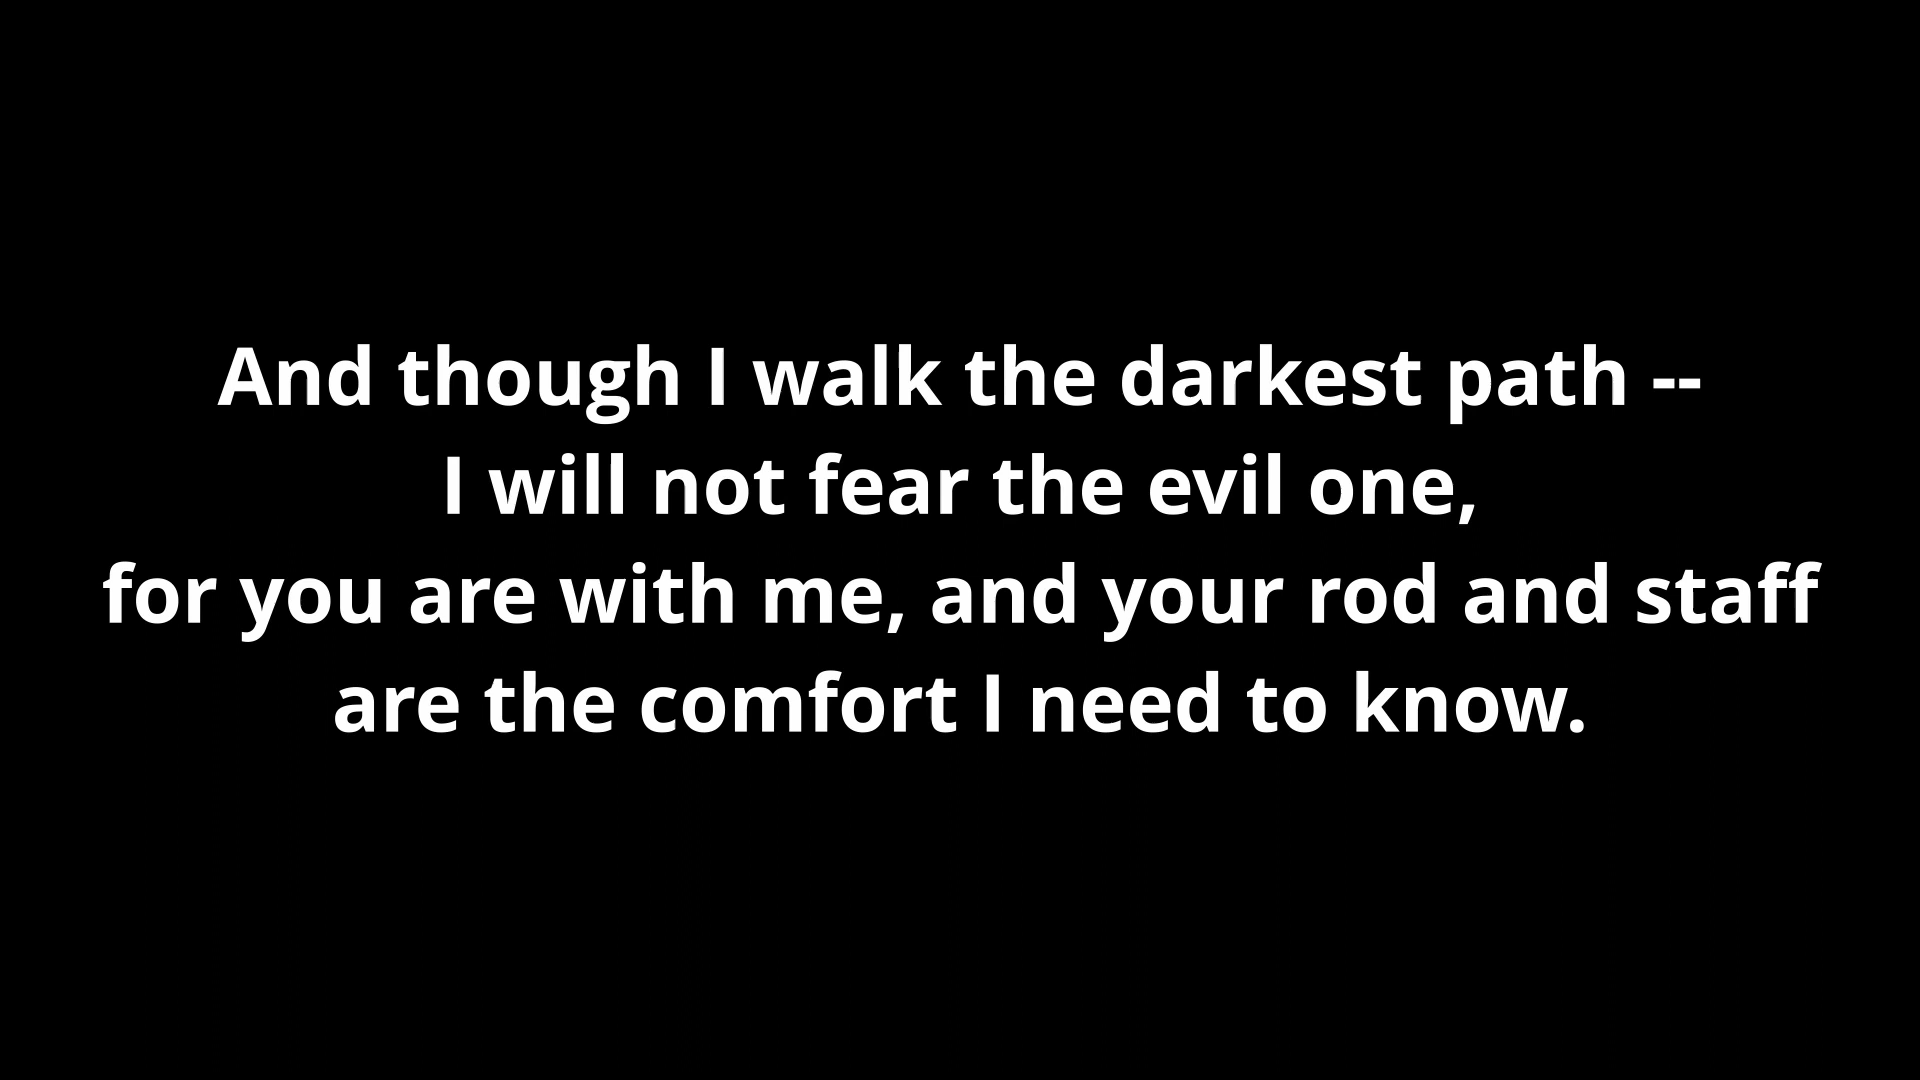 And though I walk the darkest path --
I will not fear the evil one,
for you are with me, and your rod and staff
are the comfort I need to know.